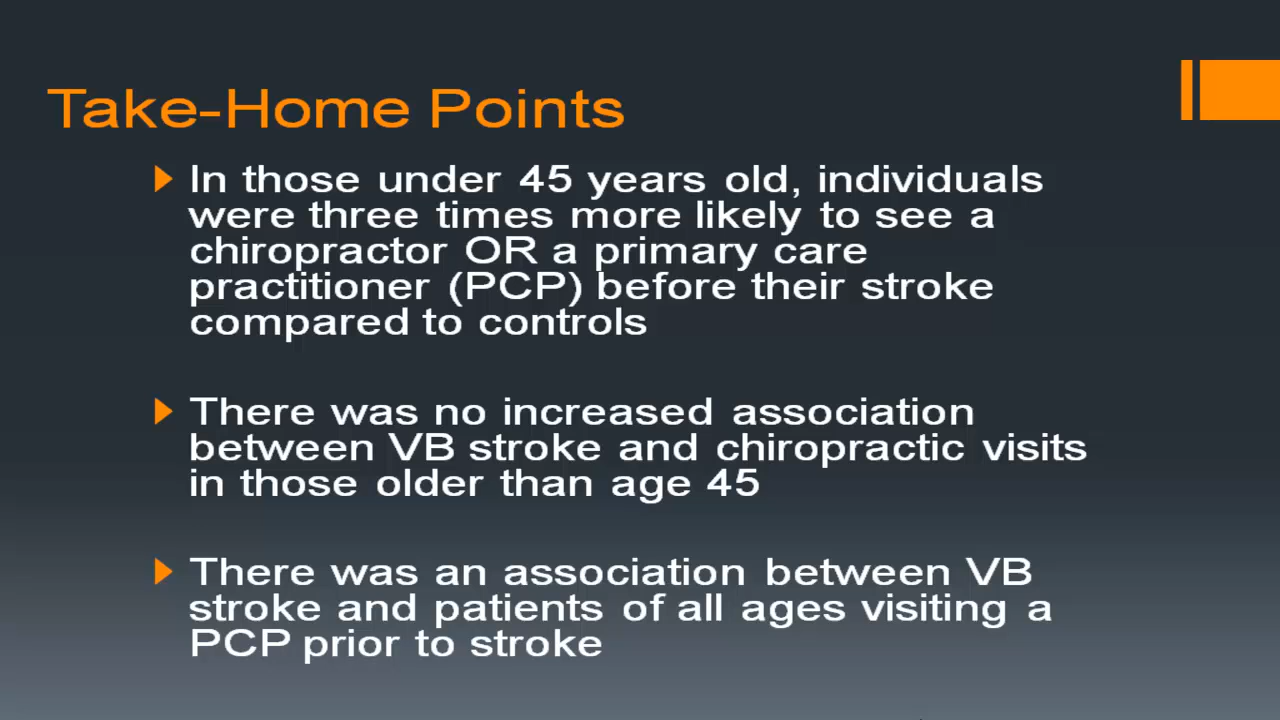 Take-Home Points
In those under 45 years old, individuals
were three times more likely to see a
chiropractor OR a primary care
practitioner (PCP) before their stroke
compared to controls
There was no increased association
between VB stroke and chiropractic visits
in those older than age 45
There was an association between VB
stroke and patients of all ages visiting a
PCP prior to stroke